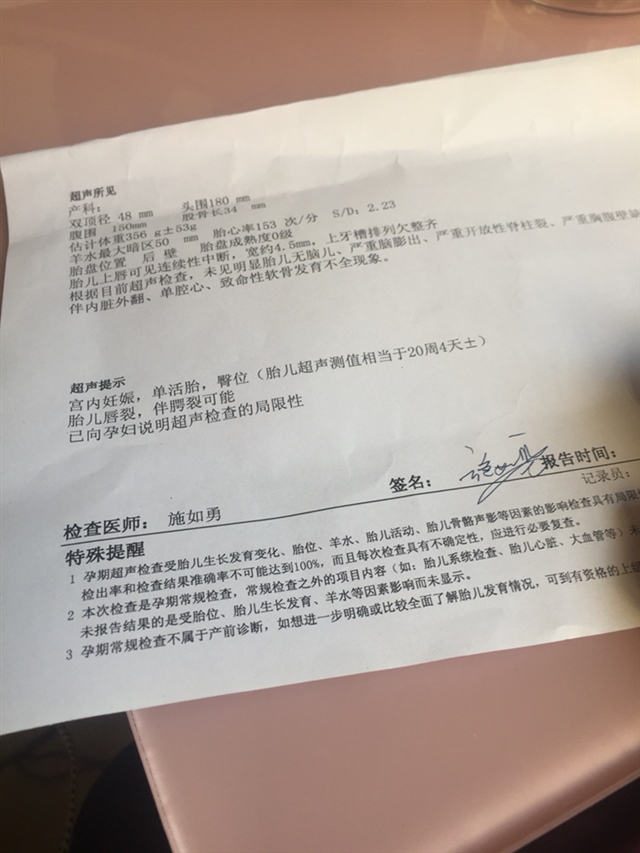 超声所见
产科:
双顶径 48 mm 头围180 mm
腹围 150mm 股骨长34 mm
估计体重356 g±53g 胎心率153 次/分 S/D: 2.23
羊水最大暗区50 mm 胎盘成熟度0级
胎盘位置 后 壁
胎儿上唇可见连续性中断，宽约4.5mm，上牙槽排列欠整齐
根据目前超声检查，未见明显胎儿无脑儿、严重脑膨出、严重开放性脊柱裂、严重胸腹壁缺
伴内脏外翻、单腔心、致命性软骨发育不全现象。
超声提示
宫内妊娠，单活胎，臀位（胎儿超声测值相当于20周4天±）
胎儿唇裂，伴腭裂可能
已向孕妇说明超声检查的局限性
签名: 报告时间:
检查医师: 施如勇 记录员:
特殊提醒
1 孕期超声检查受胎儿生长发育变化、胎位、羊水、胎儿活动、胎儿骨骼声影等因素的影响检查具有局限
检出率和检查结果准确率不可能达到100%，而且每次检查具有不确定性，应进行必要复查。
2 本次检查是孕期常规检查，常规检查之外的项目内容（如：胎儿系统检查、胎儿心脏、大血管等）未
未报告结果的是受胎位、胎儿生长发育、羊水等因素影响而未显示。
3 孕期常规检查不属于产前诊断，如想进一步明确或比较全面了解胎儿发育情况，可到有资格的上级